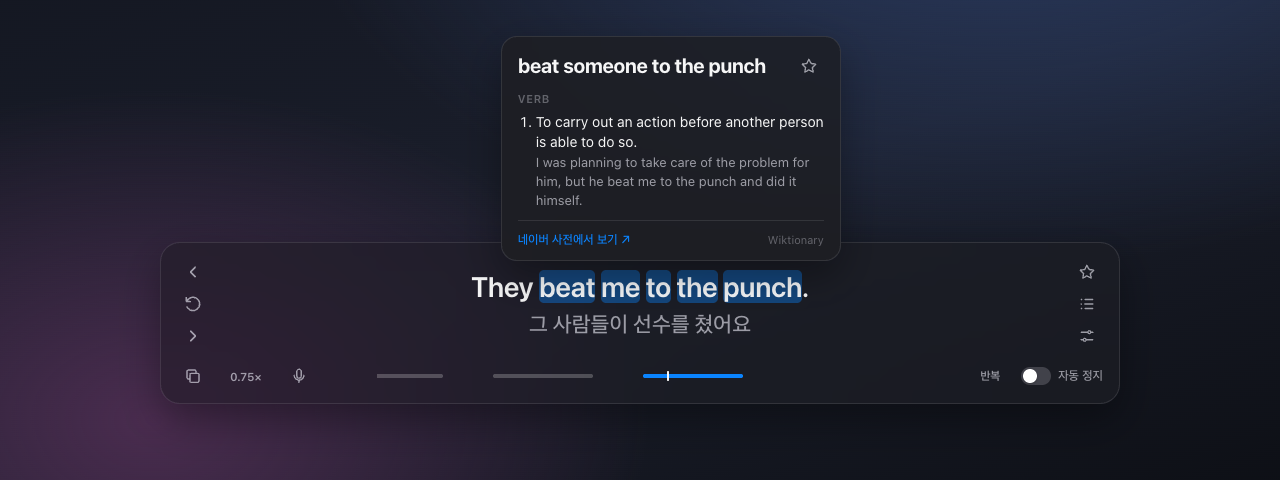 beat someone to the punch
VERB
1. To carry out an action before another person
is able to do so.
I was planning to take care of the problem for
him, but he beat me to the punch and did it
himself.
네이버 사전에서 보기 ↗
Wiktionary
They beat me to the punch.
그 사람들이 선수를 쳤어요
0.75×
반복
자동 정지